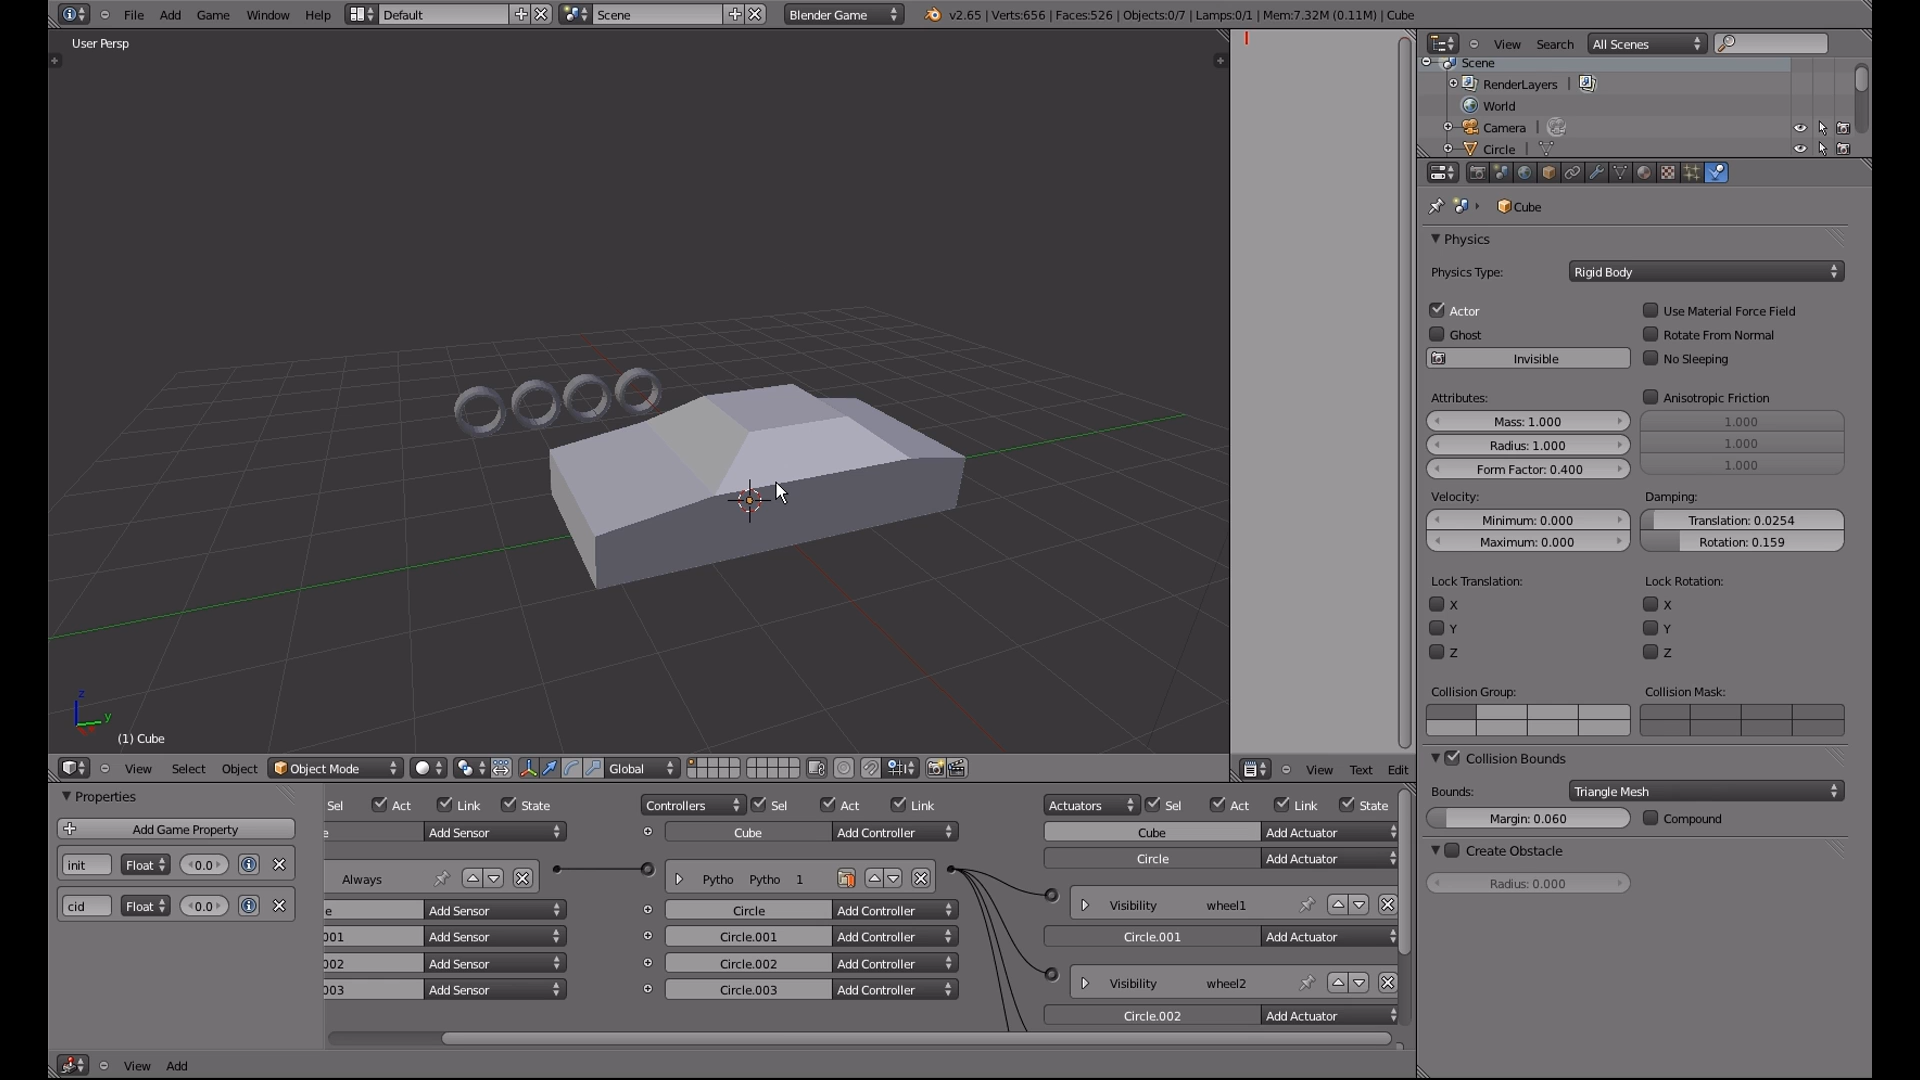 File Add Game Window Help Default Scene Blender Game v2.65 | Verts:656 | Faces:526 | Objects:0/7 | Lamps:0/1 | Mem:7.32M (0.11M) | Cube
User Persp
(1) Cube
z
y
View Select Object Object Mode Global
View Text Edit
View Search All Scenes
Scene
RenderLayers |
World
Camera |
Circle |
Cube
Physics
Physics Type: Rigid Body
Actor Use Material Force Field
Ghost Rotate From Normal
Invisible No Sleeping
Attributes: Anisotropic Friction
Mass: 1.000 1.000
Radius: 1.000 1.000
Form Factor: 0.400 1.000
Velocity: Damping:
Minimum: 0.000 Translation: 0.0254
Maximum: 0.000 Rotation: 0.159
Lock Translation: Lock Rotation:
X X
Y Y
Z Z
Collision Group: Collision Mask:
Collision Bounds
Bounds: Triangle Mesh
Margin: 0.060 Compound
Create Obstacle
Radius: 0.000
Properties
Add Game Property
init Float 0.0
cid Float 0.0
Sel Act Link State Controllers Sel Act Link Actuators Sel Act Link State
e Add Sensor Cube Add Controller Cube Add Actuator
Circle Add Actuator
Always Pytho Pytho 1
Visibility wheel1
e Add Sensor Circle Add Controller
001 Add Sensor Circle.001 Add Controller Circle.001 Add Actuator
002 Add Sensor Circle.002 Add Controller
Visibility wheel2
003 Add Sensor Circle.003 Add Controller
Circle.002 Add Actuator
View Add